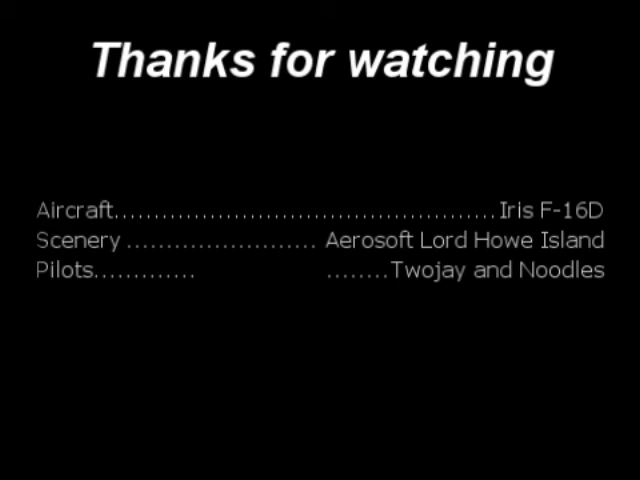 Thanks for watching
Aircraft................................................Iris F-16D
Scenery ........................ Aerosoft Lord Howe Island
Pilots............. ........Twojay and Noodles